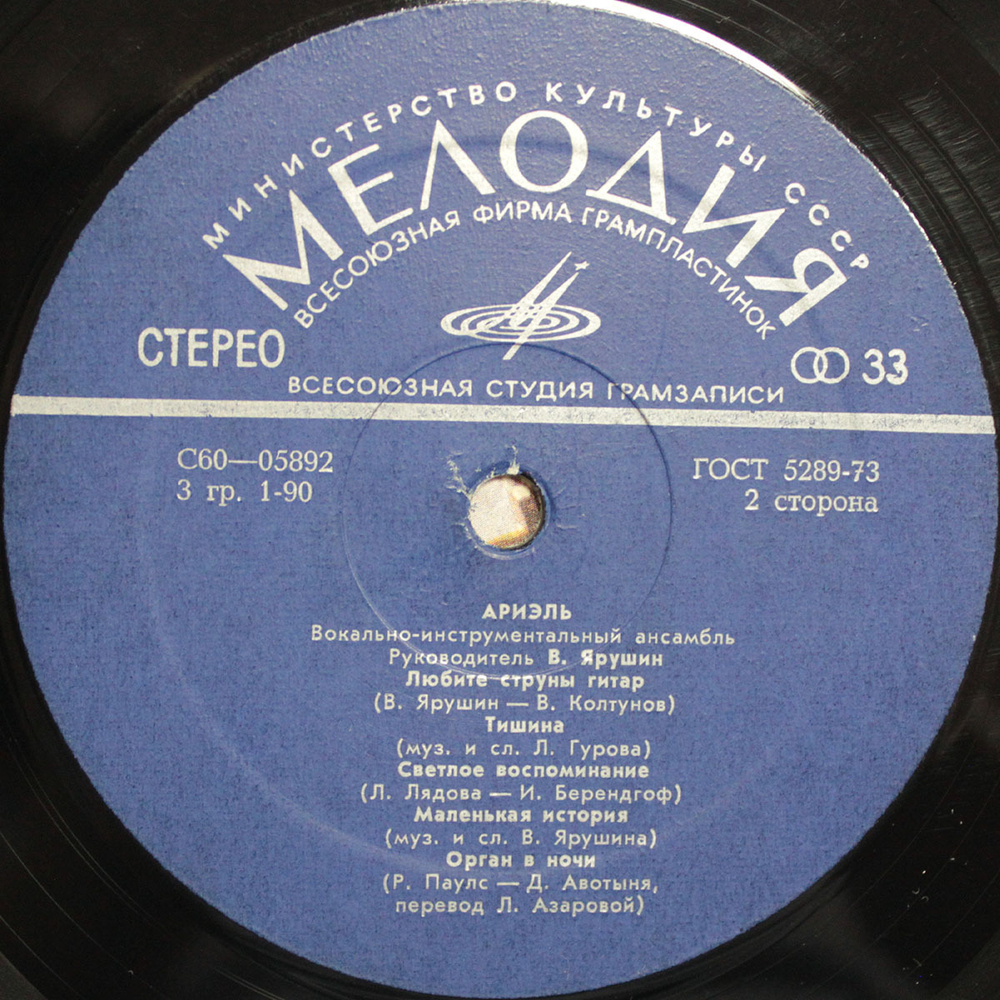 МИНИСТЕРСТВО КУЛЬТУРЫ СССР
МЕЛОДИЯ
ВСЕСОЮЗНАЯ ФИРМА ГРАМПЛАСТИНОК
СТЕРЕО
33
ВСЕСОЮЗНАЯ СТУДИЯ ГРАМЗАПИСИ
С60—05892
3 гр. 1-90
ГОСТ 5289-73
2 сторона
АРИЭЛЬ
Вокально-инструментальный ансамбль
Руководитель В. Ярушин
Любите струны гитар
(В. Ярушин — В. Колтунов)
Тишина
(муз. и сл. Л. Гурова)
Светлое воспоминание
(Л. Лядова — И. Берендгоф)
Маленькая история
(муз. и сл. В. Ярушина)
Орган в ночи
(Р. Паулс — Д. Авотыня,
перевод Л. Азаровой)